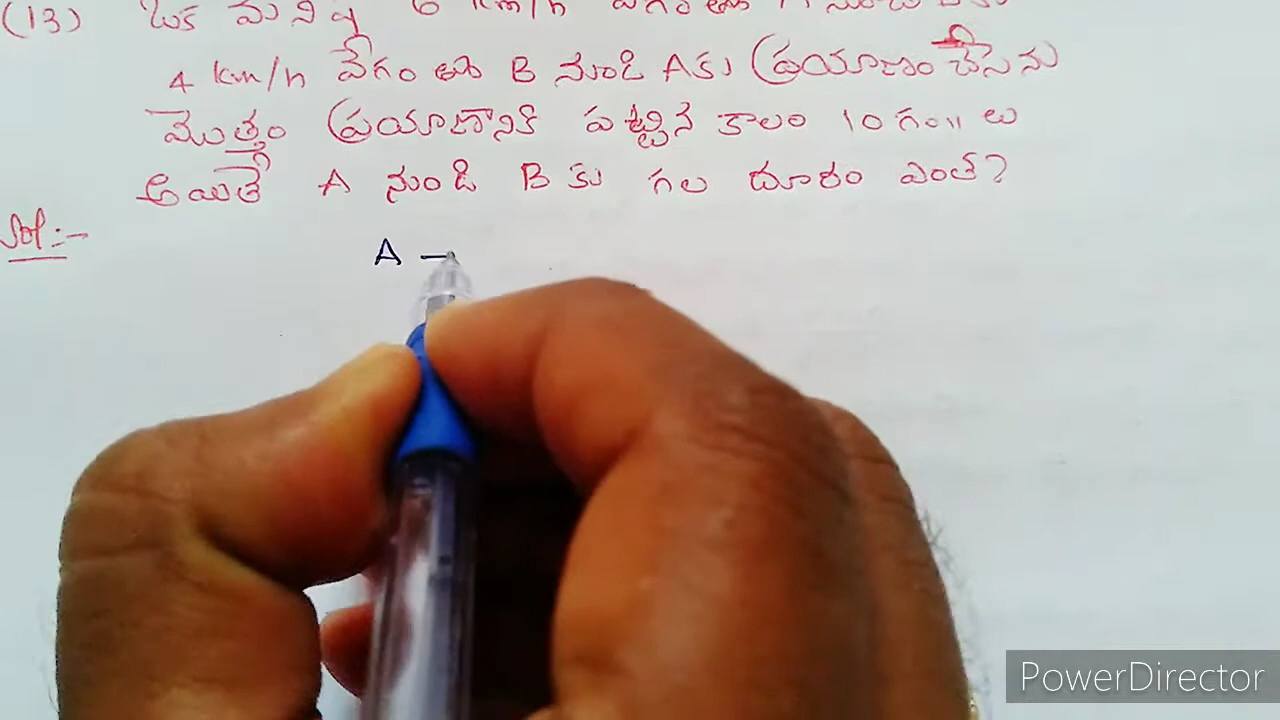 (13) ఒక మనిషి 6 km/h వేగంతో A నుండి B కు
4 km/h వేగంతో B నుండి A కు ప్రయాణం చేసెను
మొత్తం ప్రయాణానికి పట్టిన కాలం 10 గం॥ లు
అయితే A నుండి B కు గల దూరం ఎంత?
Sol:-
A –
PowerDirector